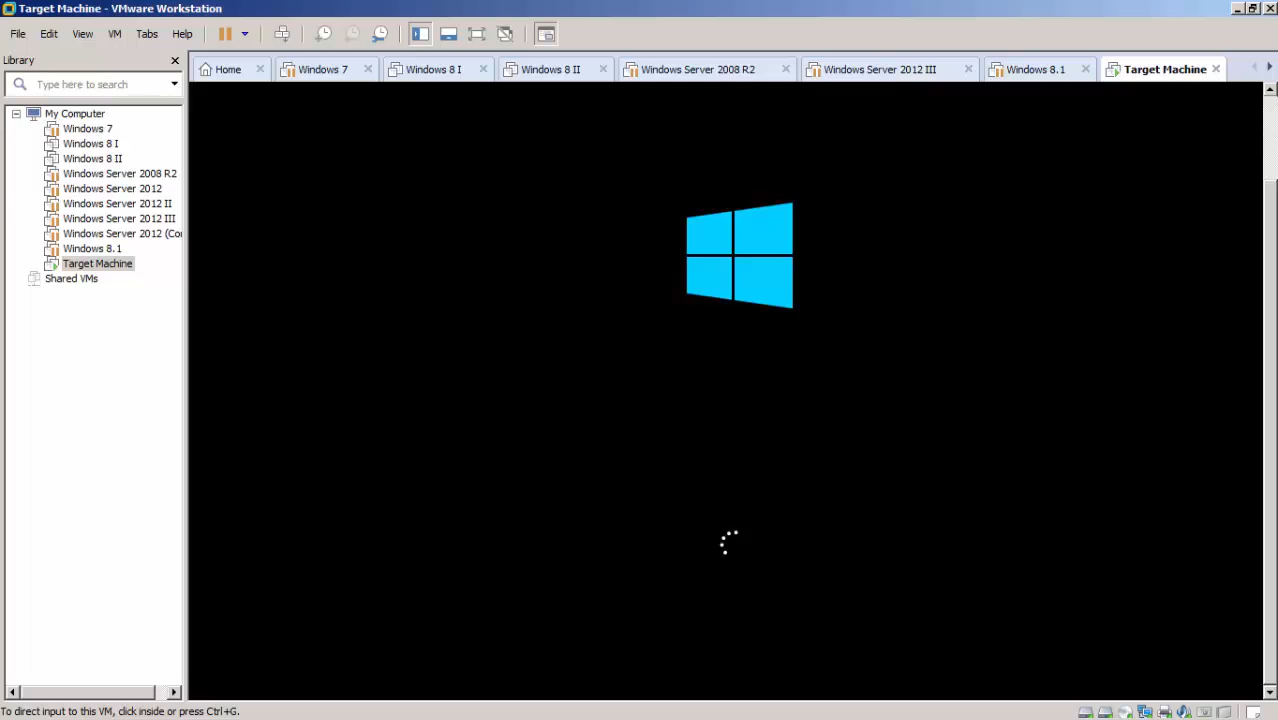 Target Machine - VMware Workstation
File Edit View VM Tabs Help
Library
Type here to search
Home
Windows 7
Windows 8 I
Windows 8 II
Windows Server 2008 R2
Windows Server 2012 III
Windows 8.1
Target Machine
My Computer
Windows 7
Windows 8 I
Windows 8 II
Windows Server 2008 R2
Windows Server 2012
Windows Server 2012 II
Windows Server 2012 III
Windows Server 2012 (Cor
Windows 8.1
Target Machine
Shared VMs
To direct input to this VM, click inside or press Ctrl+G.